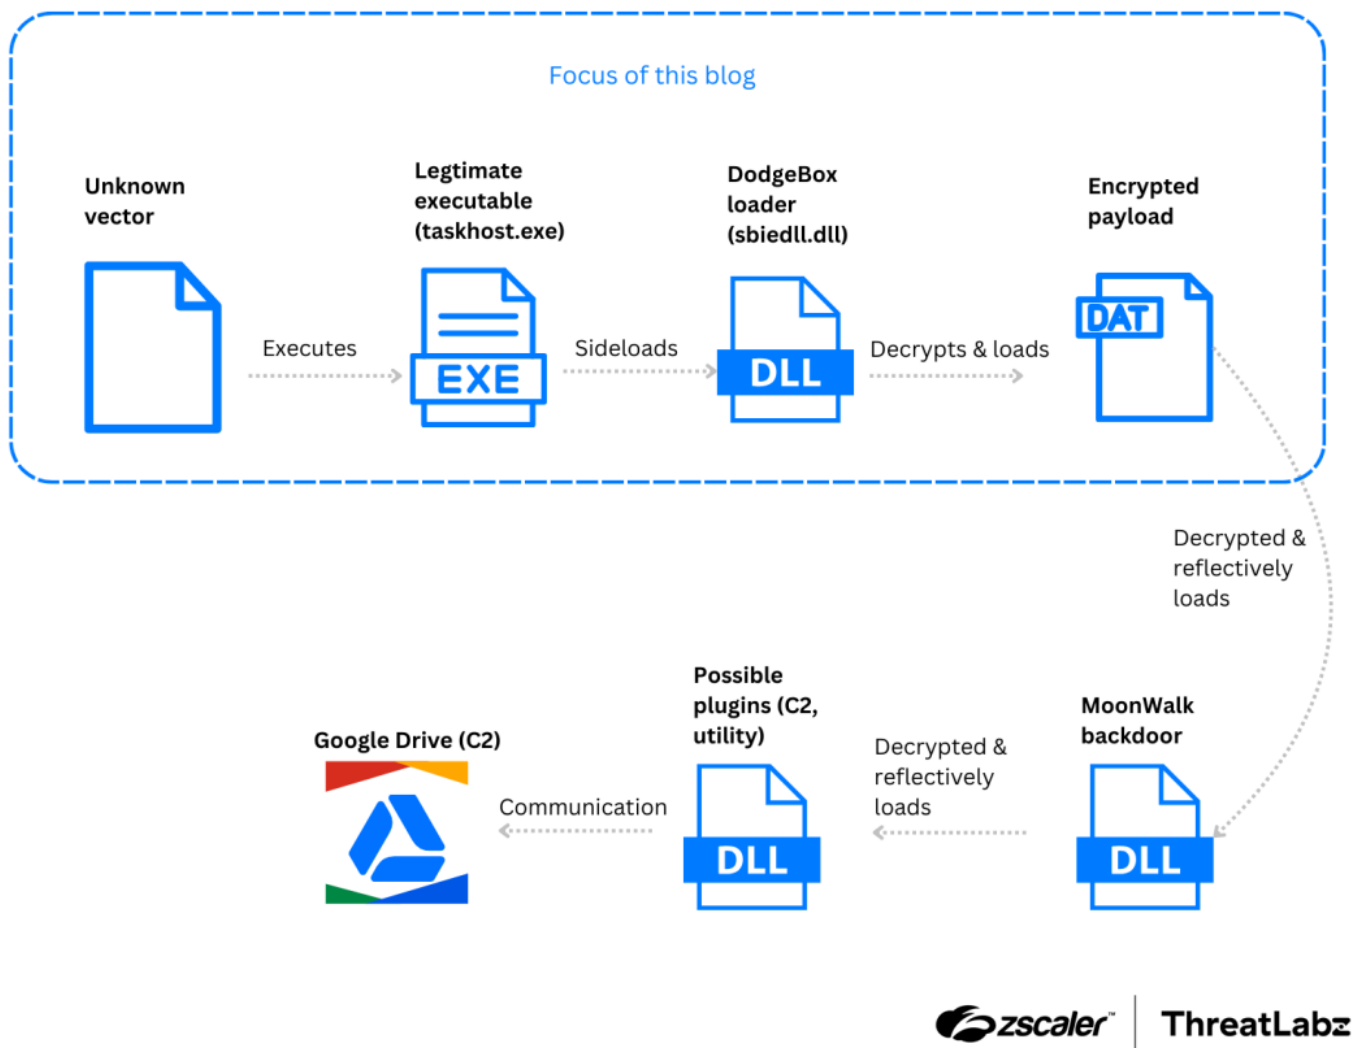 Focus of this blog
Unknown
vector
Legtimate
executable
(taskhost.exe)
DodgeBox
loader
(sbiedll.dll)
Encrypted
payload
Executes
EXE
Sideloads
DLL
Decrypts & loads
DAT
Decrypted &
reflectively
loads
MoonWalk
backdoor
DLL
Decrypted &
reflectively
loads
Possible
plugins (C2,
utility)
DLL
Communication
Google Drive (C2)
zscaler™ | ThreatLabz